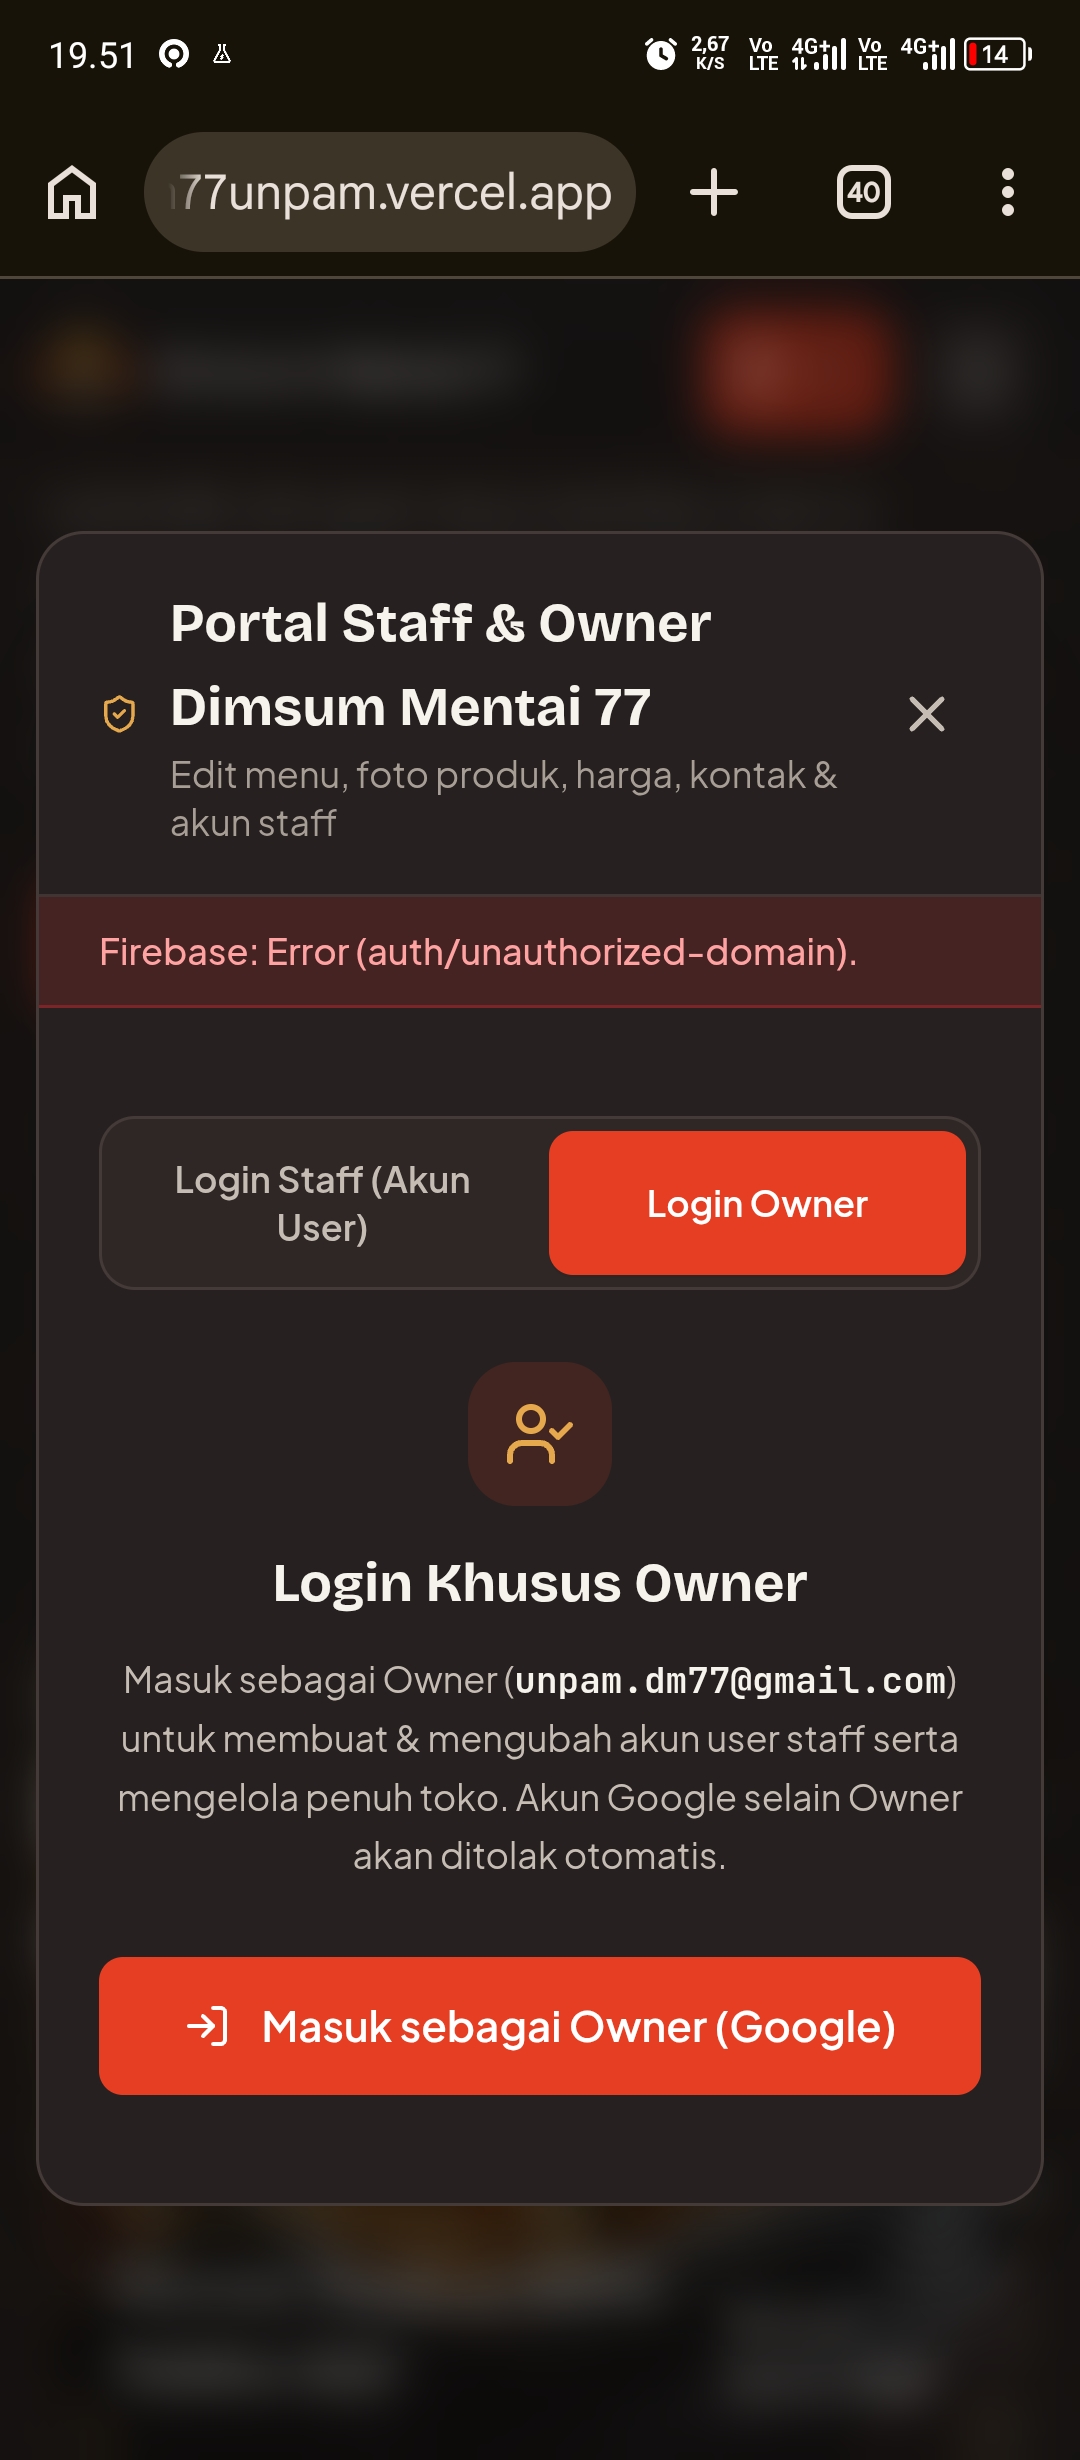 19.51
2,67 K/S Vo LTE 4G+ Vo LTE 4G+ 14
77unpam.vercel.app
40
Portal Staff & Owner
Dimsum Mentai 77
Edit menu, foto produk, harga, kontak &
akun staff
Firebase: Error (auth/unauthorized-domain).
Login Staff (Akun
User)
Login Owner
Login Khusus Owner
Masuk sebagai Owner (unpam.dm77@gmail.com)
untuk membuat & mengubah akun user staff serta
mengelola penuh toko. Akun Google selain Owner
akan ditolak otomatis.
Masuk sebagai Owner (Google)